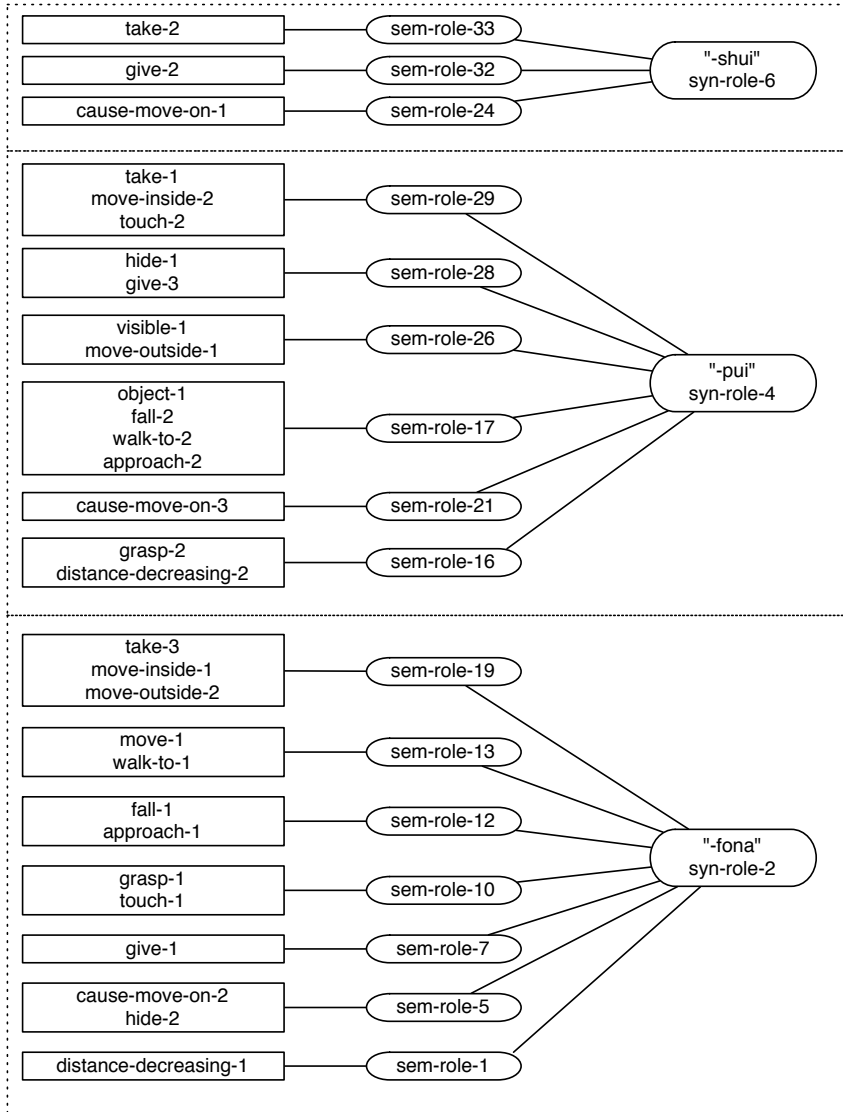 take-2
sem-role-33
give-2
sem-role-32
cause-move-on-1
sem-role-24
"-shui"
syn-role-6
take-1
move-inside-2
touch-2
sem-role-29
hide-1
give-3
sem-role-28
visible-1
move-outside-1
sem-role-26
object-1
fall-2
walk-to-2
approach-2
sem-role-17
cause-move-on-3
sem-role-21
grasp-2
distance-decreasing-2
sem-role-16
"-pui"
syn-role-4
take-3
move-inside-1
move-outside-2
sem-role-19
move-1
walk-to-1
sem-role-13
fall-1
approach-1
sem-role-12
grasp-1
touch-1
sem-role-10
give-1
sem-role-7
cause-move-on-2
hide-2
sem-role-5
distance-decreasing-1
sem-role-1
"-fona"
syn-role-2